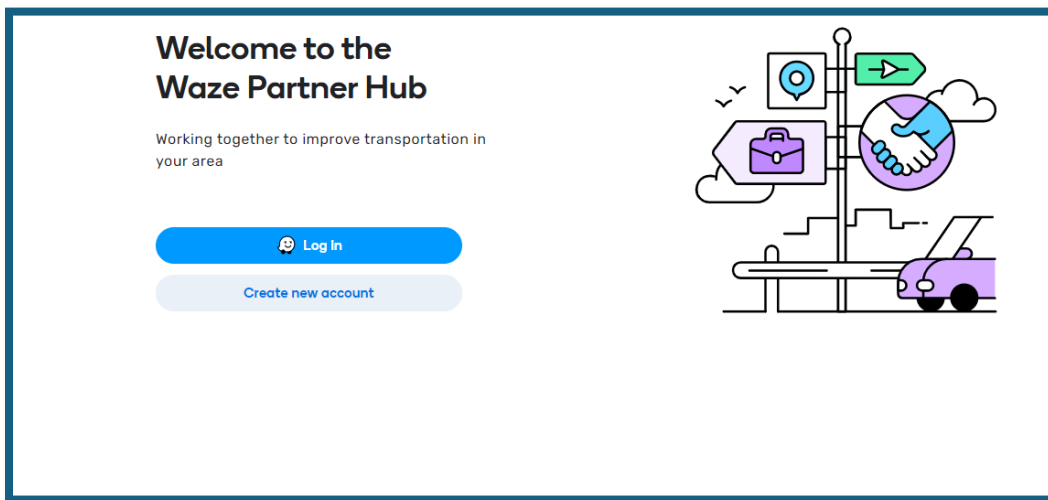 Welcome to the
Waze Partner Hub
Working together to improve transportation in
your area
Log In
Create new account